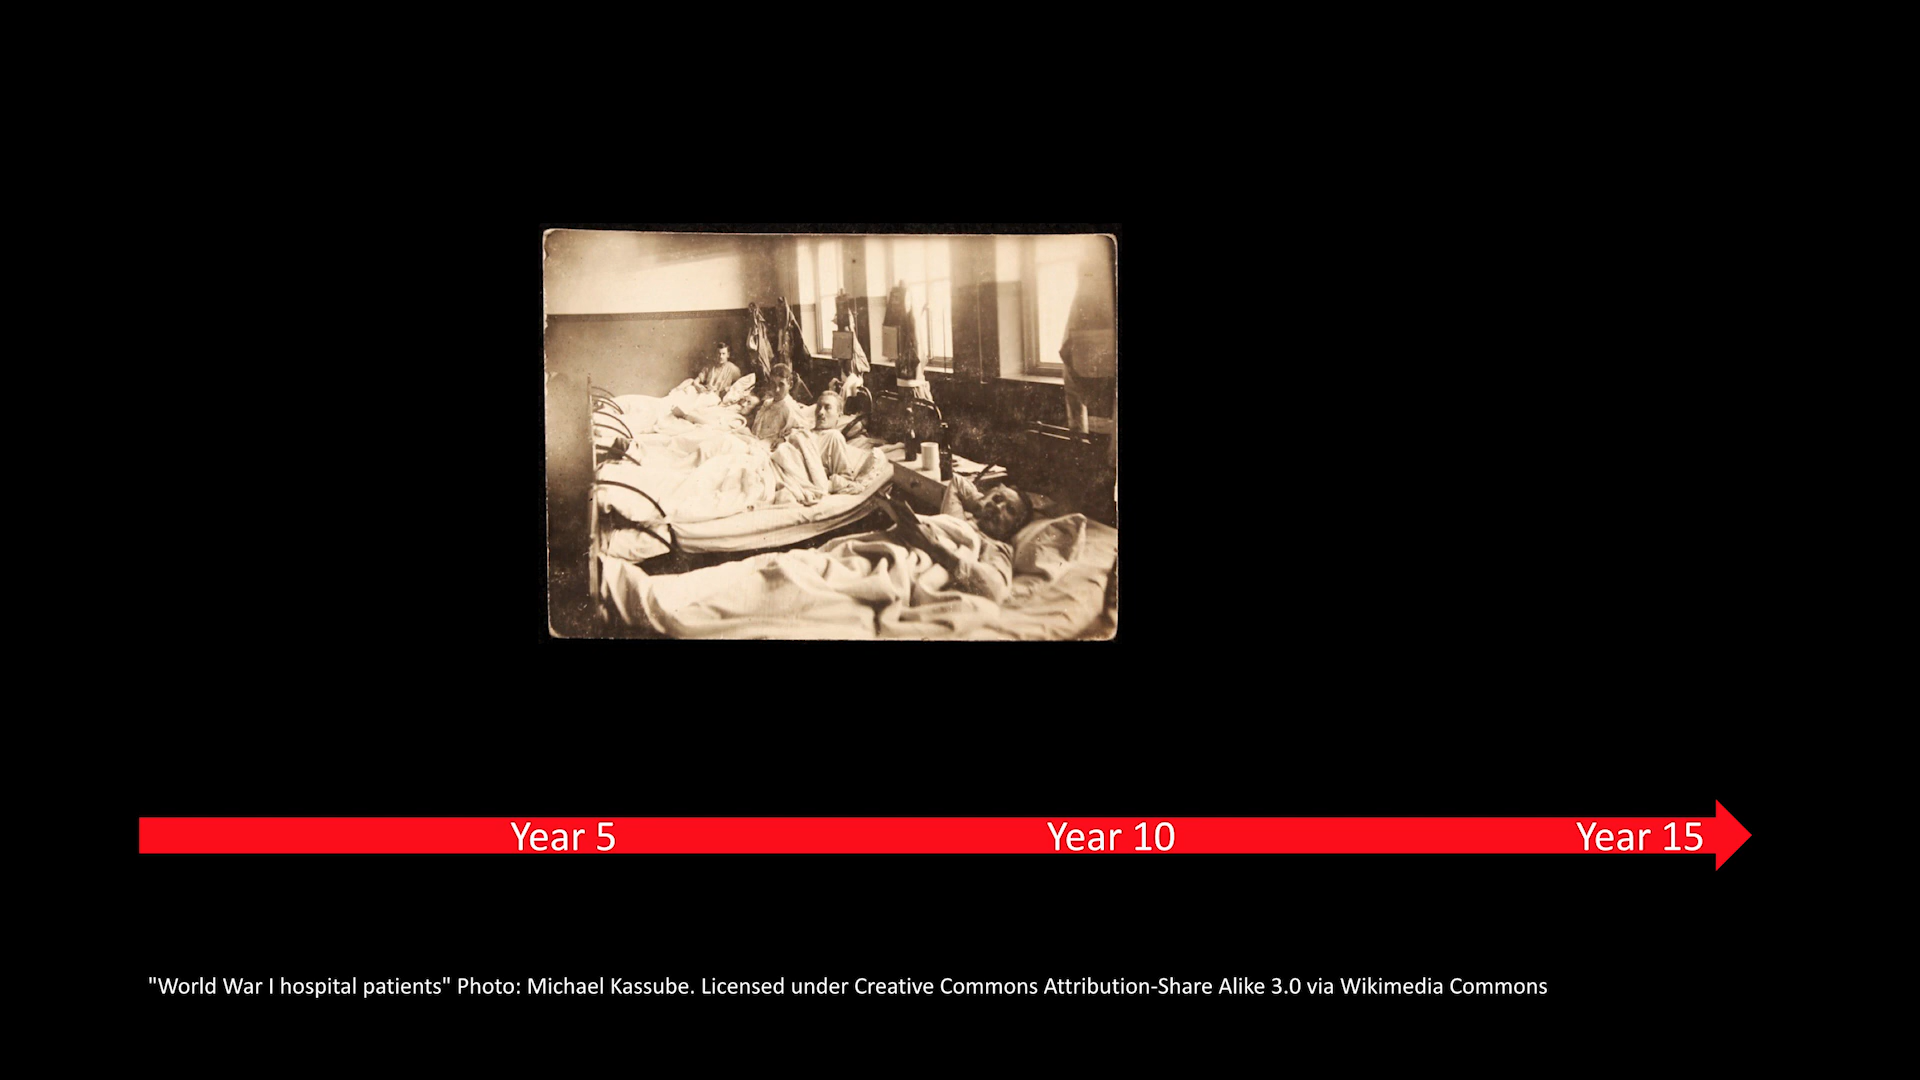 Year 5
Year 10
Year 15
"World War I hospital patients" Photo: Michael Kassube. Licensed under Creative Commons Attribution-Share Alike 3.0 via Wikimedia Commons